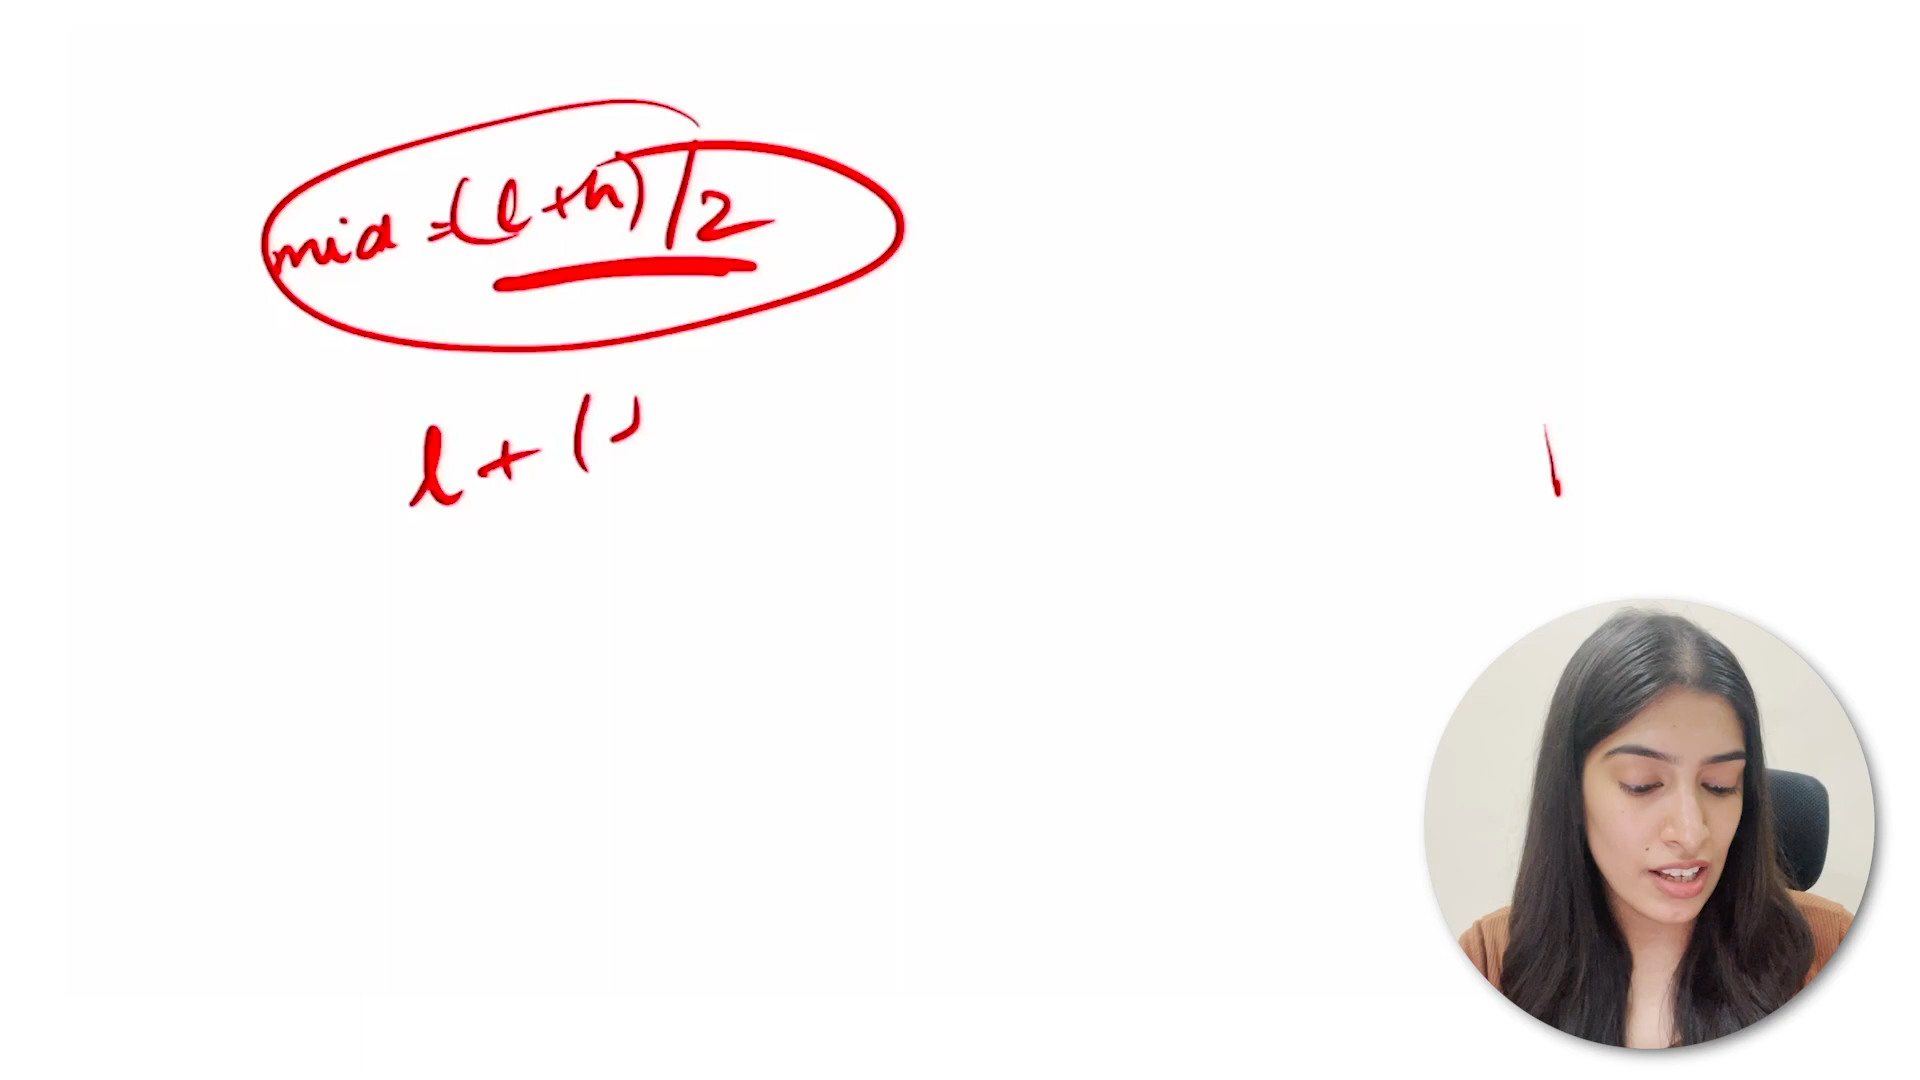 mid = (l+h)/2
l + (